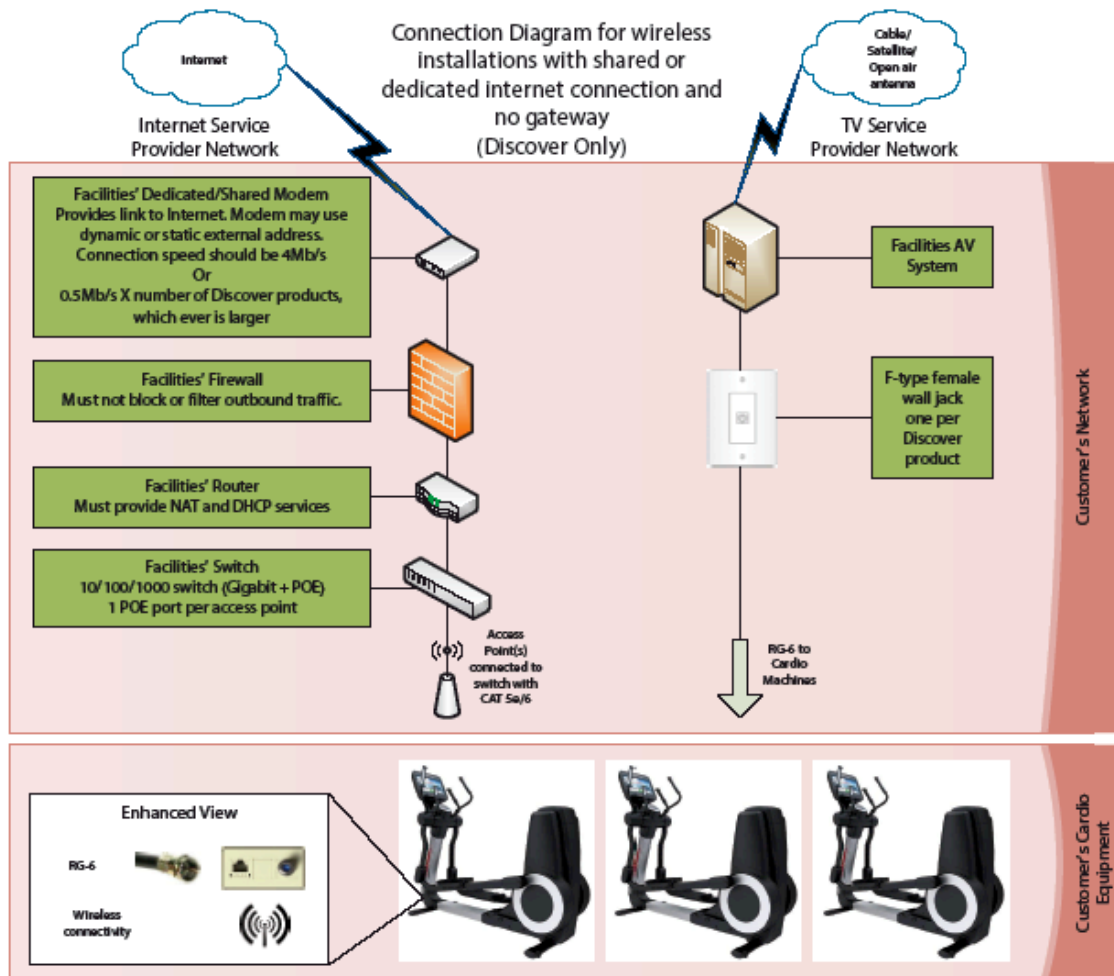 Internet
Internet Service
Provider Network
Connection Diagram for wireless
installations with shared or
dedicated internet connection and
no gateway
(Discover Only)
Cable/
Satellite/
Open air
antenna
TV Service
Provider Network
Facilities' Dedicated/Shared Modem
Provides link to Internet. Modem may use
dynamic or static external address.
Connection speed should be 4Mb/s
Or
0.5Mb/s X number of Discover products,
which ever is larger
Facilities AV
System
Facilities' Firewall
Must not block or filter outbound traffic.
F-type female
wall jack
one per
Discover
product
Facilities' Router
Must provide NAT and DHCP services
Facilities' Switch
10/100/1000 switch (Gigabit + POE)
1 POE port per access point
Access
Point(s)
connected to
switch with
CAT 5e/6
RG-6 to
Cardio
Machines
Customer's Network
Enhanced View
RG-6
Wireless
connectivity
Customer's Cardio
Equipment